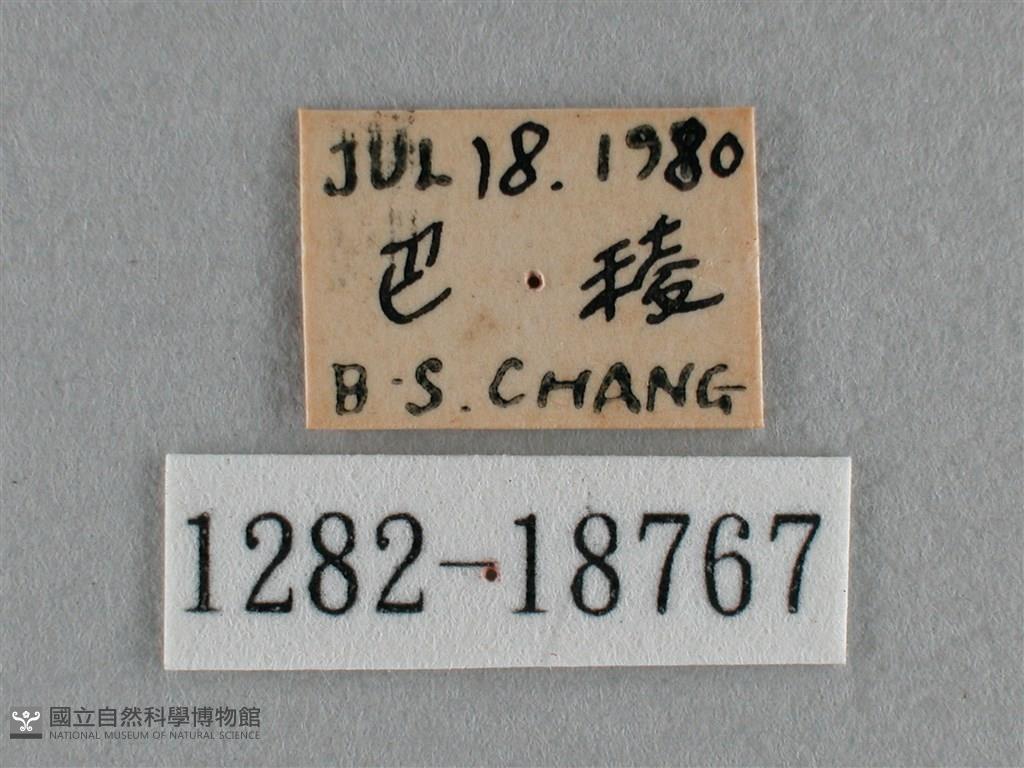 JUL 18. 1980
巴 稜
B.S. CHANG
1282-18767
國立自然科學博物館
NATIONAL MUSEUM OF NATURAL SCIENCE